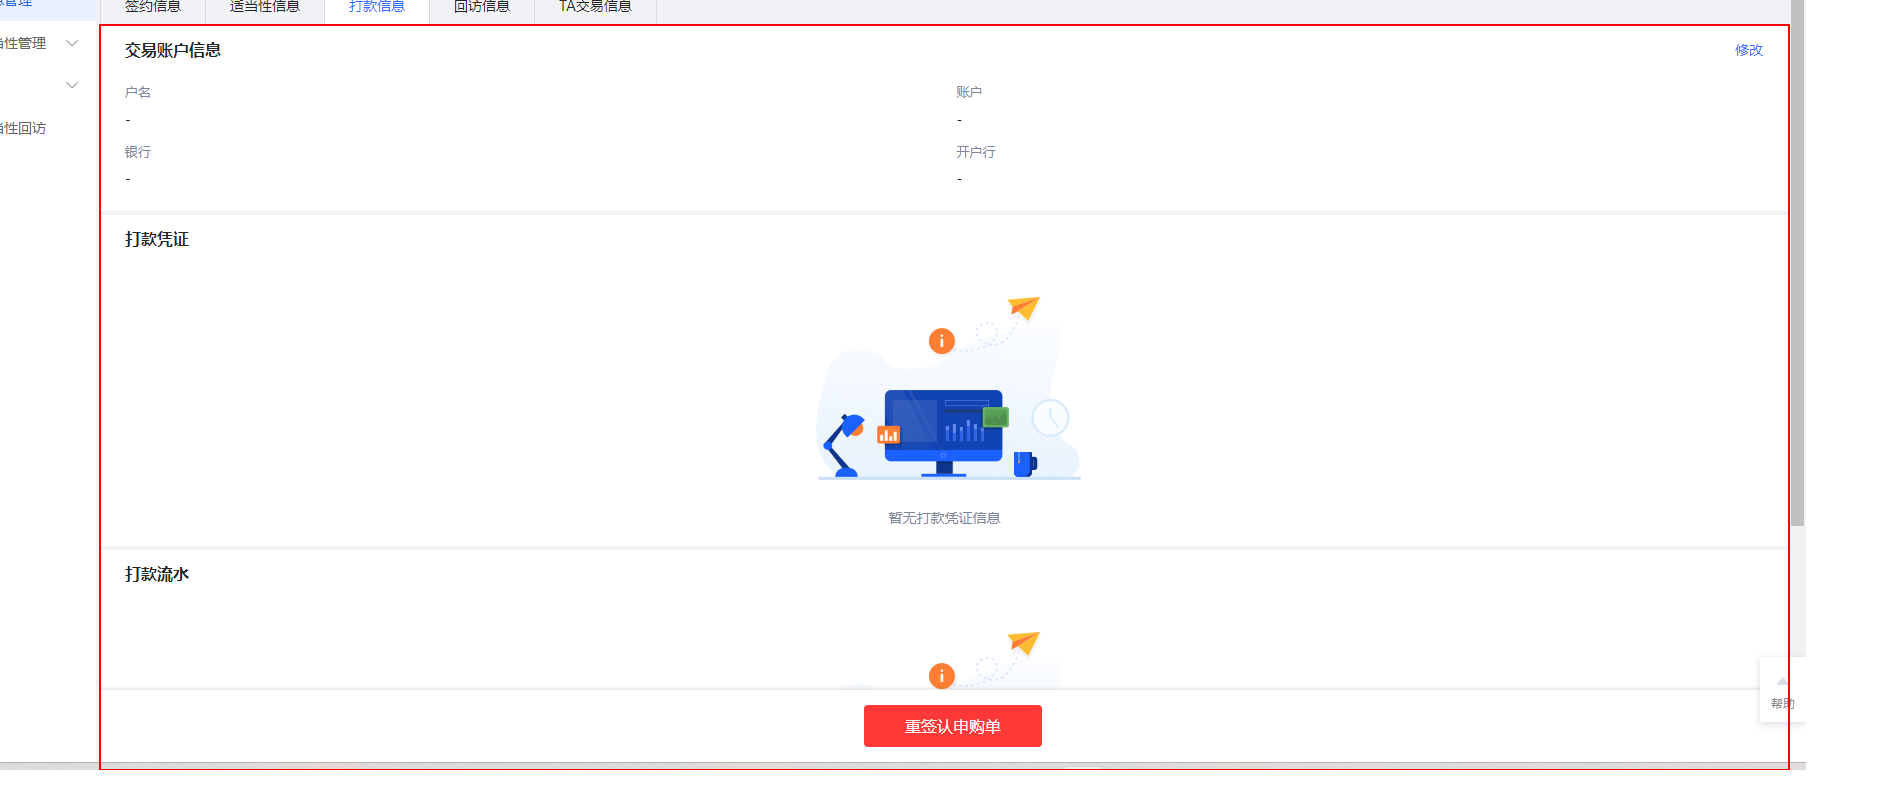 签约信息 适当性信息 打款信息 回访信息 TA交易信息
管理
性管理
性回访
交易账户信息 修改
户名 账户
- -
银行 开户行
- -
打款凭证
暂无打款凭证信息
打款流水
帮助
重签认申购单